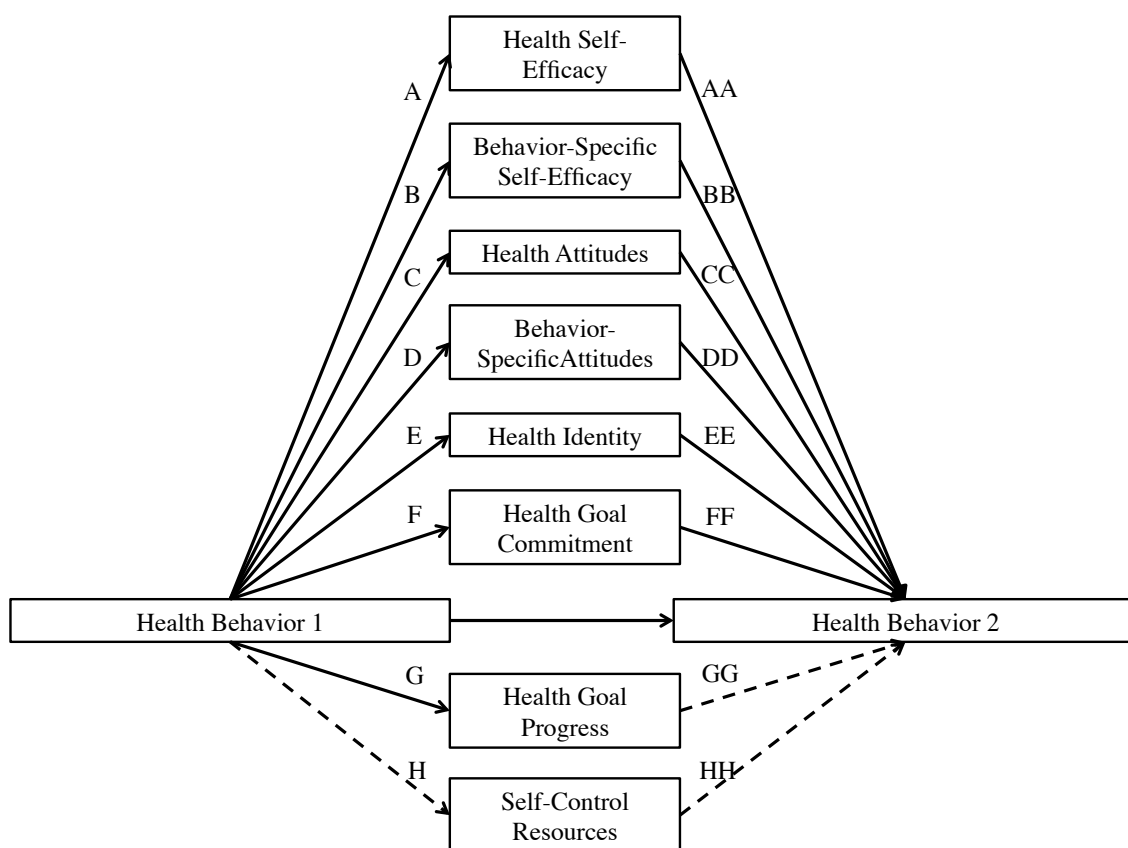 Health Self-
Efficacy
A
AA
Behavior-Specific
Self-Efficacy
B
BB
Health Attitudes
C
CC
Behavior-
SpecificAttitudes
D
DD
Health Identity
E
EE
Health Goal
Commitment
F
FF
Health Behavior 1
Health Behavior 2
G
GG
Health Goal
Progress
H
HH
Self-Control
Resources